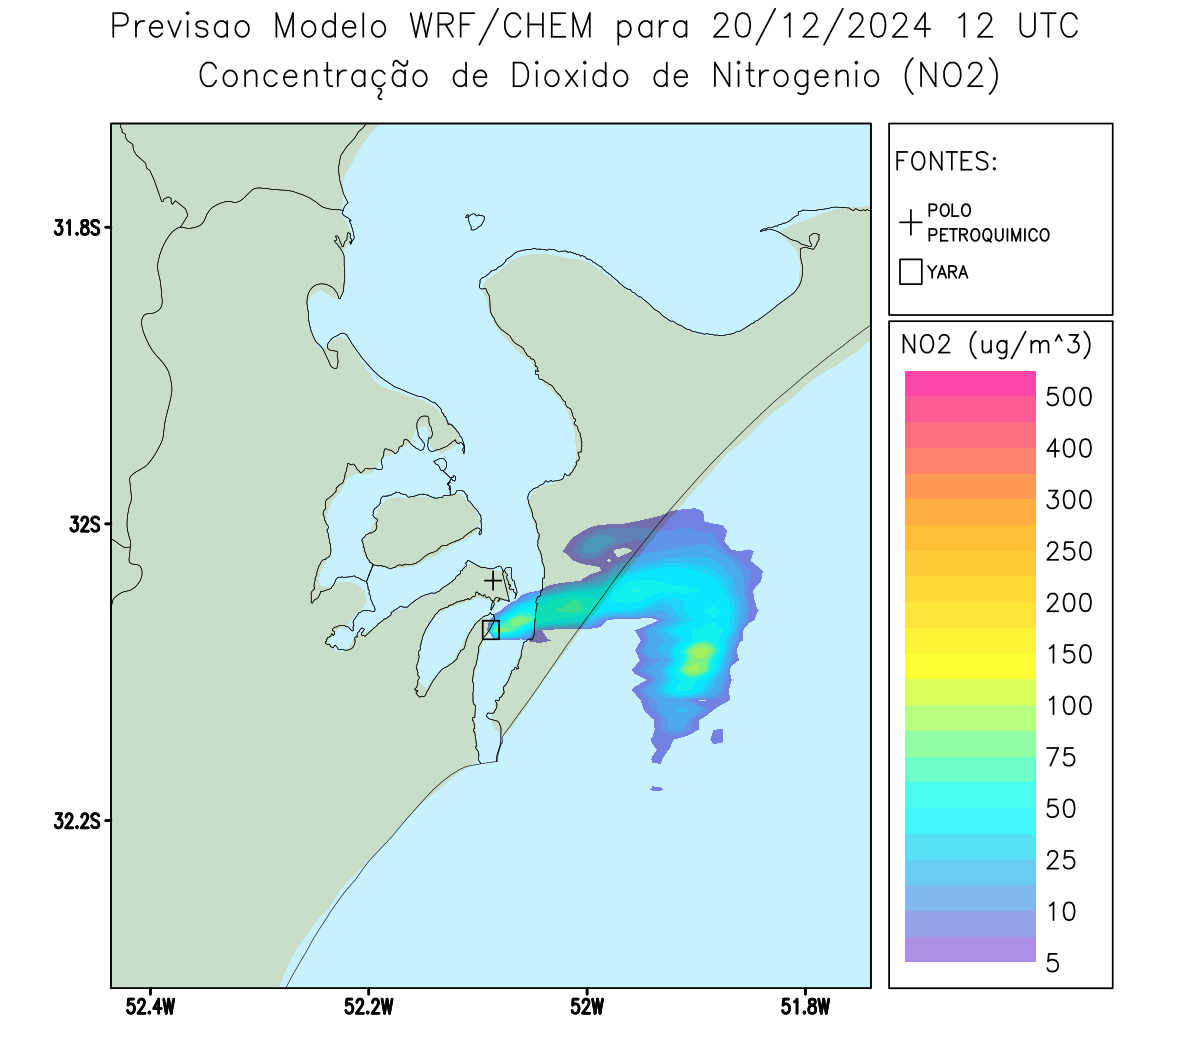 Previsao Modelo WRF/CHEM para 20/12/2024 12 UTC
Concentração de Dioxido de Nitrogenio (NO2)
FONTES:
POLO
PETROQUIMICO
YARA
NO2 (ug/m^3)
500
400
300
250
200
150
100
75
50
25
10
5
31.8S
32S
32.2S
52.4W
52.2W
52W
51.8W